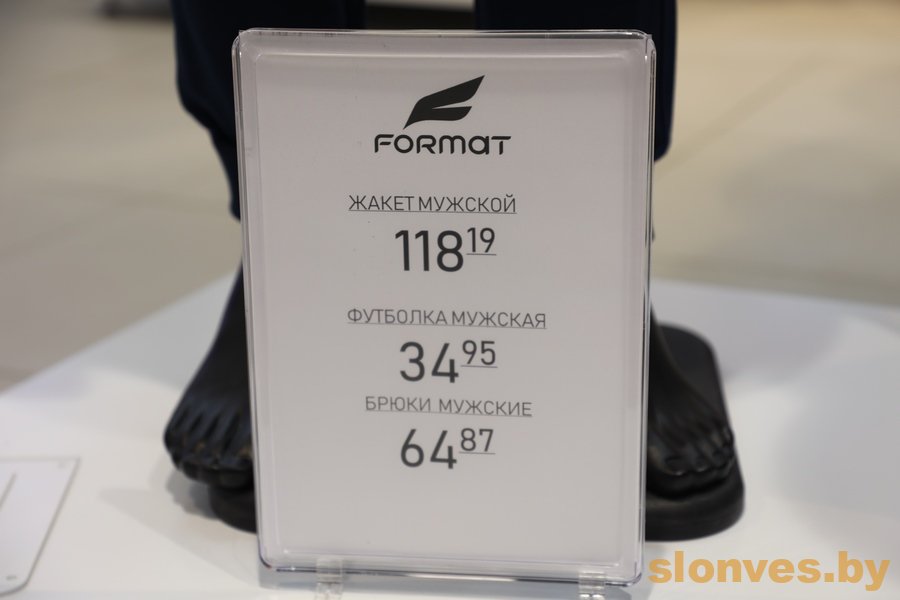 FORMAT
ЖАКЕТ МУЖСКОЙ
118 19
ФУТБОЛКА МУЖСКАЯ
34 95
БРЮКИ МУЖСКИЕ
64 87
slonves.by